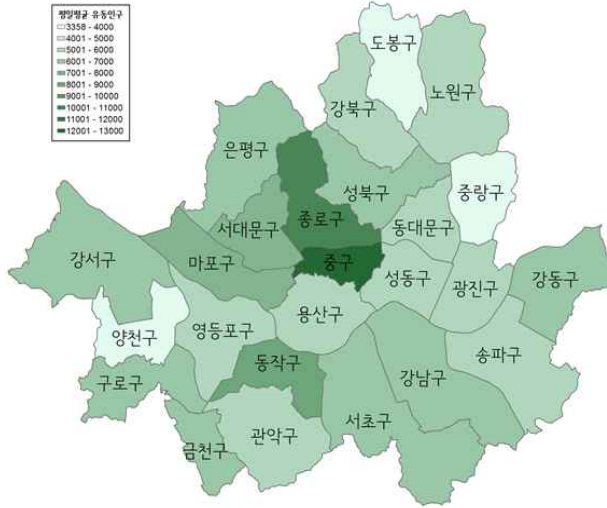 평일평균 유동인구
3358 - 4000
4001 - 5000
5001 - 6000
6001 - 7000
7001 - 8000
8001 - 9000
9001 - 10000
10001 - 11000
11001 - 12000
12001 - 13000
도봉구
노원구
강북구
은평구
성북구
중랑구
종로구
동대문구
서대문구
강서구
마포구
중구
성동구
광진구
강동구
용산구
양천구
영등포구
송파구
동작구
구로구
강남구
서초구
관악구
금천구